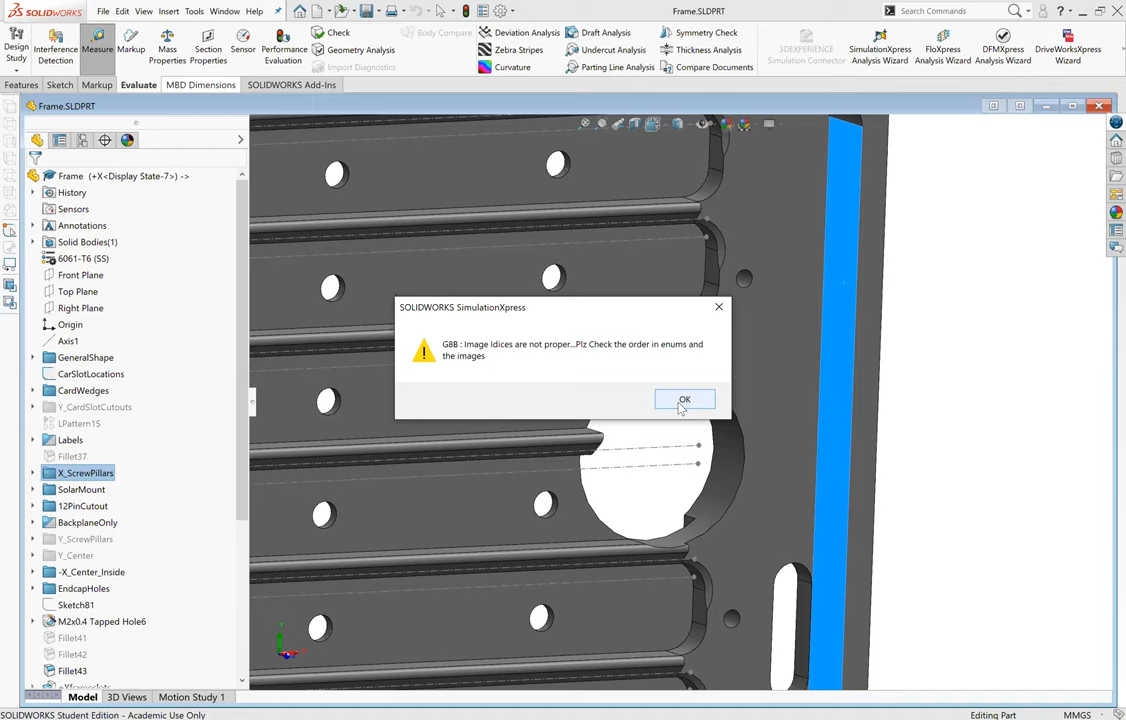 SOLIDWORKS File Edit View Insert Tools Window Help Frame.SLDPRT Search Commands
Design Study
Interference Detection
Measure
Markup
Mass Properties
Section Properties
Sensor
Performance Evaluation
Check
Geometry Analysis
Import Diagnostics
Body Compare
Deviation Analysis
Zebra Stripes
Curvature
Draft Analysis
Undercut Analysis
Parting Line Analysis
Symmetry Check
Thickness Analysis
Compare Documents
3DEXPERIENCE Simulation Connector
SimulationXpress Analysis Wizard
FloXpress Analysis Wizard
DFMXpress Analysis Wizard
DriveWorksXpress Wizard
Features Sketch Markup Evaluate MBD Dimensions SOLIDWORKS Add-Ins
Frame.SLDPRT
Frame (+X<Display State-7>) ->
History
Sensors
Annotations
Solid Bodies(1)
6061-T6 (SS)
Front Plane
Top Plane
Right Plane
Origin
Axis1
GeneralShape
CarSlotLocations
CardWedges
Y_CardSlotCutouts
LPattern15
Labels
Fillet37
X_ScrewPillars
SolarMount
12PinCutout
BackplaneOnly
Y_ScrewPillars
Y_Center
-X_Center_Inside
EndcapHoles
Sketch81
M2x0.4 Tapped Hole6
Fillet41
Fillet42
Fillet43
SOLIDWORKS SimulationXpress
G8B : Image Idices are not proper...Plz Check the order in enums and
the images
OK
Y
Model 3D Views Motion Study 1
SOLIDWORKS Student Edition - Academic Use Only Editing Part MMGS